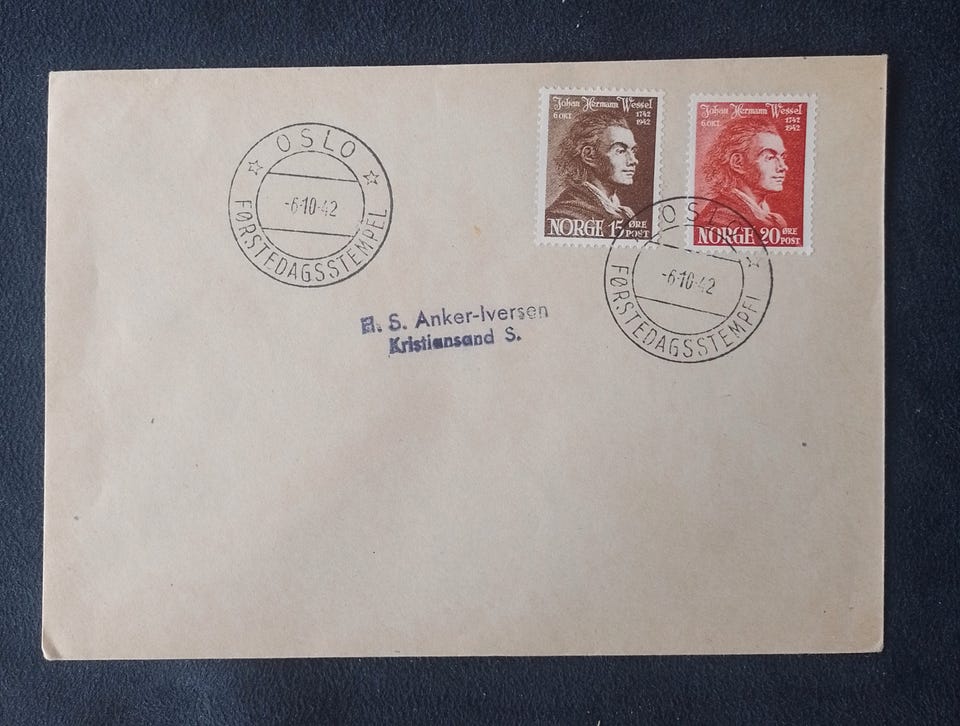 OSLO
-6·10·42
FØRSTEDAGSSTEMPEL
Johan Hermann Wessel
6.OKT. 1742
1942
NORGE 15 ØRE
POST
Johan Hermann Wessel
6.OKT. 1742
1942
NORGE 20 ØRE
POST
OSLO
-6·10·42
FØRSTEDAGSSTEMPEL
S. Anker-Iversen
Kristiansand S.